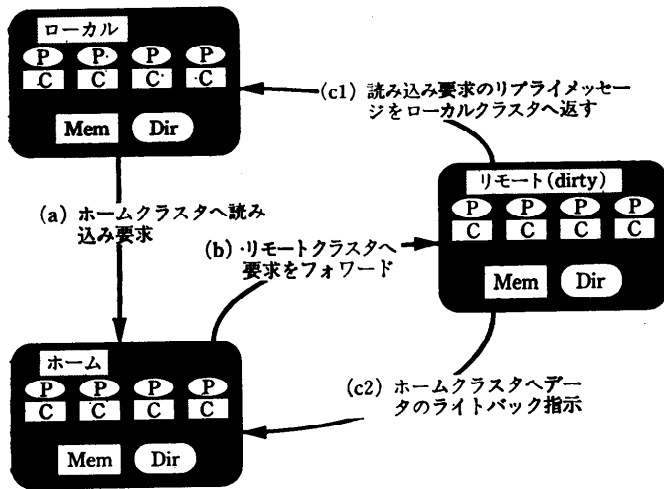 ローカル
P P P P
C C C C
Mem Dir
(c1) 読み込み要求のリプライメッセー
ジをローカルクラスタへ返す
リモート(dirty)
P P P P
C C C C
Mem Dir
(a) ホームクラスタへ読み
込み要求
(b) リモートクラスタへ
要求をフォワード
ホーム
P P P P
C C C C
Mem Dir
(c2) ホームクラスタへデー
タのライトバック指示